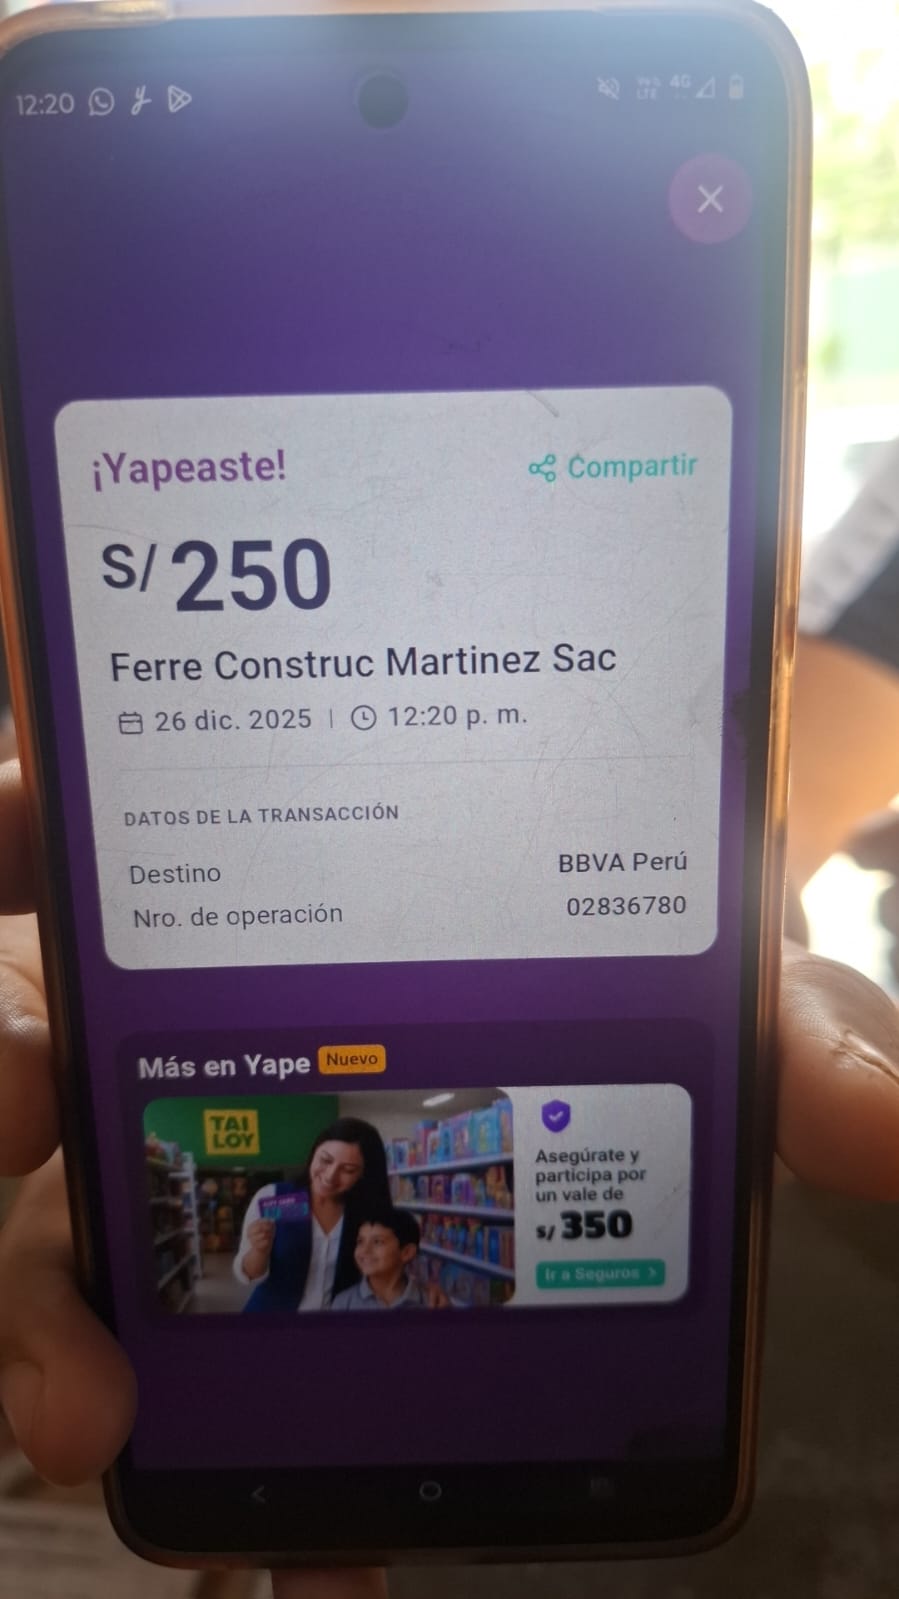 12:20
4G
¡Yapeaste!
Compartir
S/ 250
Ferre Construc Martinez Sac
26 dic. 2025 | 12:20 p. m.
DATOS DE LA TRANSACCIÓN
Destino BBVA Perú
Nro. de operación 02836780
Más en Yape Nuevo
TAI
LOY
Asegúrate y
participa por
un vale de
S/ 350
Ir a Seguros >